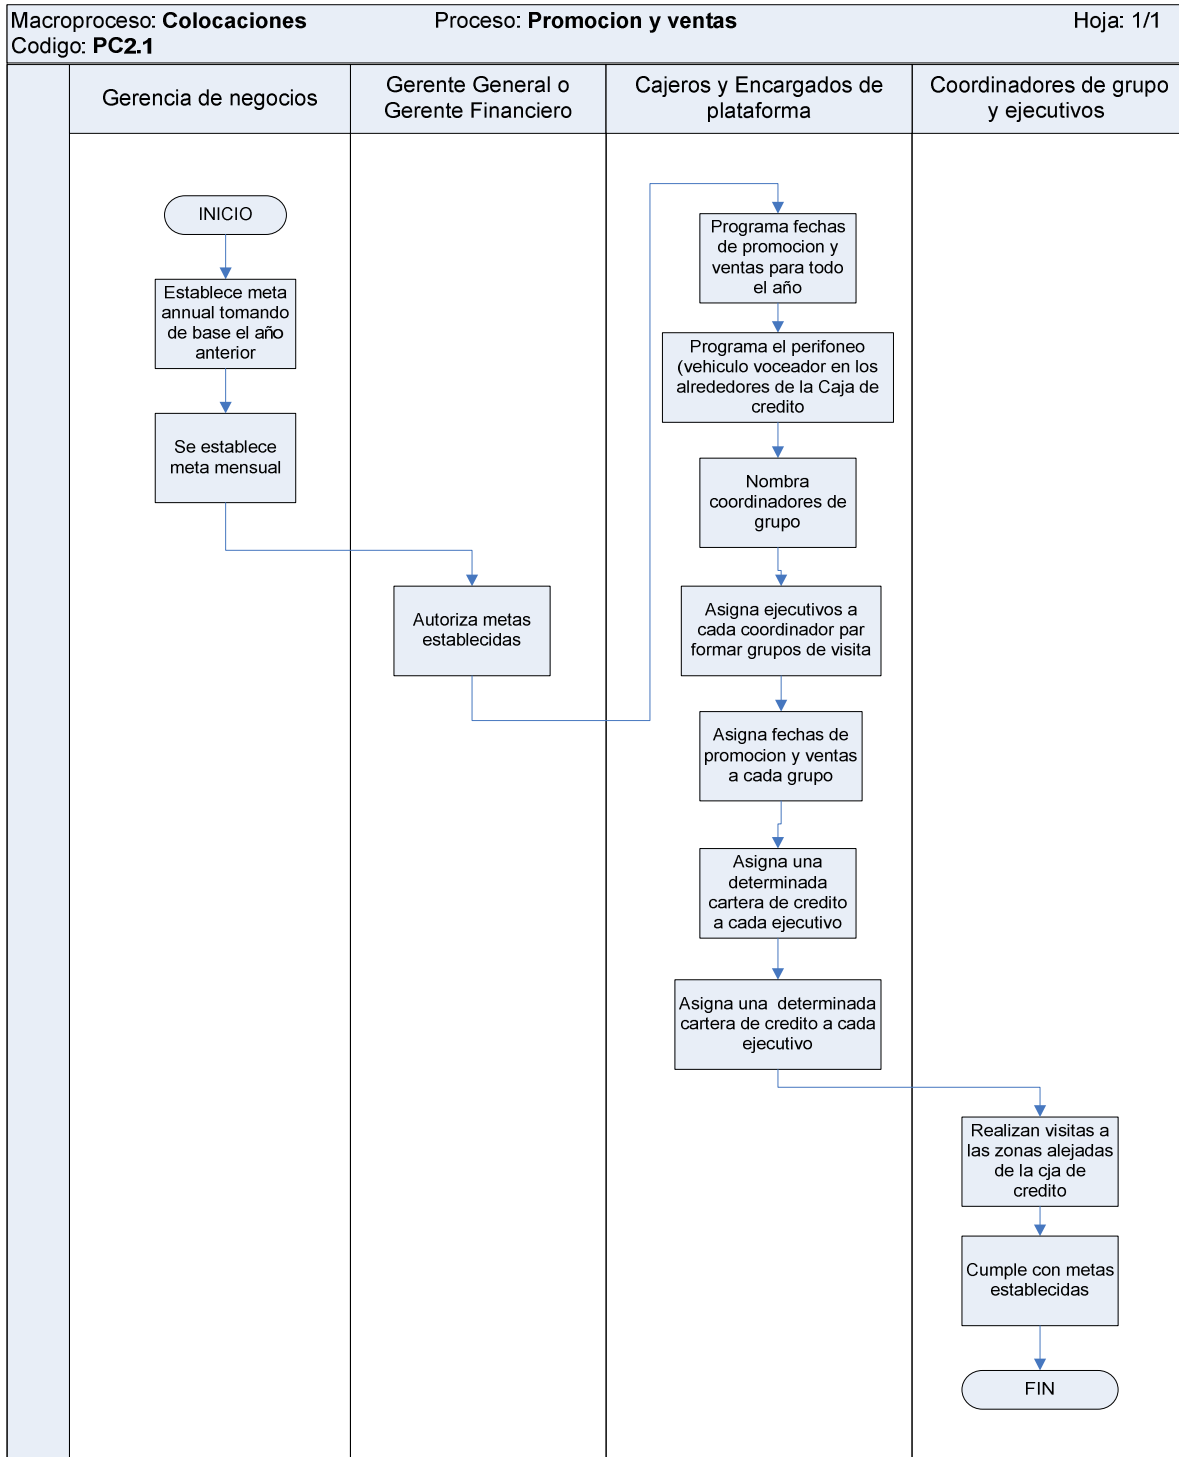 Macroproceso: Colocaciones Proceso: Promocion y ventas Hoja: 1/1
Codigo: PC2.1
Gerencia de negocios
Gerente General o
Gerente Financiero
Cajeros y Encargados de
plataforma
Coordinadores de grupo
y ejecutivos
INICIO
Establece meta
annual tomando
de base el año
anterior
Se establece
meta mensual
Autoriza metas
establecidas
Programa fechas
de promocion y
ventas para todo
el año
Programa el perifoneo
(vehiculo voceador en los
alrededores de la Caja de
credito
Nombra
coordinadores de
grupo
Asigna ejecutivos a
cada coordinador par
formar grupos de visita
Asigna fechas de
promocion y ventas
a cada grupo
Asigna una
determinada
cartera de credito
a cada ejecutivo
Asigna una determinada
cartera de credito a cada
ejecutivo
Realizan visitas a
las zonas alejadas
de la cja de
credito
Cumple con metas
establecidas
FIN